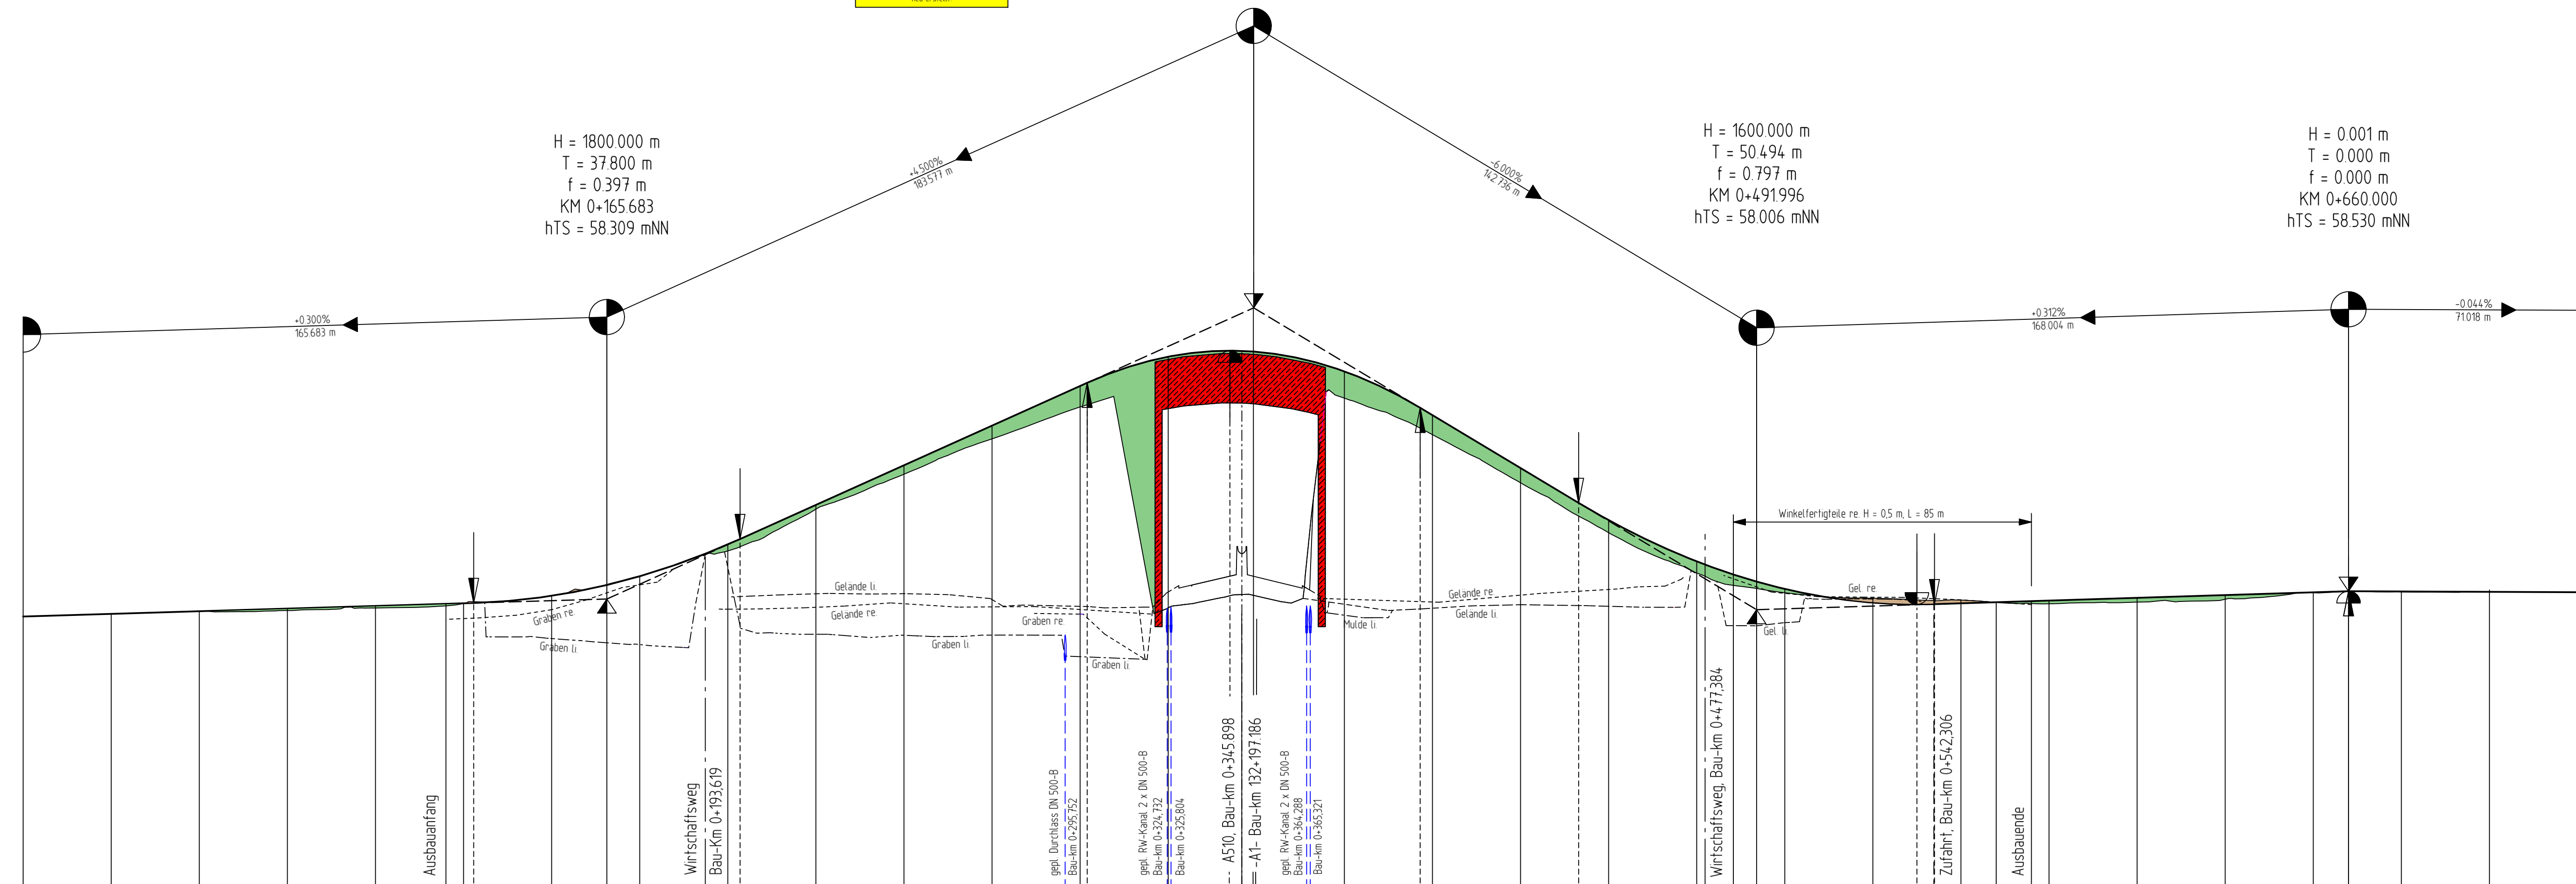 H = 1800.000 m
T = 37.800 m
f = 0.397 m
KM 0+165.683
hTS = 58.309 mNN
H = 1600.000 m
T = 50.494 m
f = 0.797 m
KM 0+491.996
hTS = 58.006 mNN
H = 0.001 m
T = 0.000 m
f = 0.000 m
KM 0+660.000
hTS = 58.530 mNN
+0.300%
165.683 m
+4.500%
183.577 m
-6.000%
142.736 m
+0.312%
168.004 m
-0.044%
71.018 m
Winkelfertigteile re. H = 0,5 m, L = 85 m
Graben re.
Graben li.
Gelände li.
Gelände re.
Graben re.
Graben li.
Graben li.
Mulde li.
Gelände re.
Gelände li.
Gel. re.
Gel. li.
Ausbauanfang
Wirtschaftsweg
Bau-Km 0+193,619
gepl. Durchlass DN 500-B
Bau-km 0+295,752
gepl. RW-Kanal 2 x DN 500-B
Bau-km 0+324,732
Bau-km 0+325,804
A510, Bau-km 0+345.898
-A1- Bau-km 132+197.186
gepl. RW-Kanal 2 x DN 500-B
Bau-km 0+364,288
Bau-km 0+365,321
Wirtschaftsweg, Bau-km 0+477,384
Zufahrt, Bau-km 0+542,306
Ausbauende